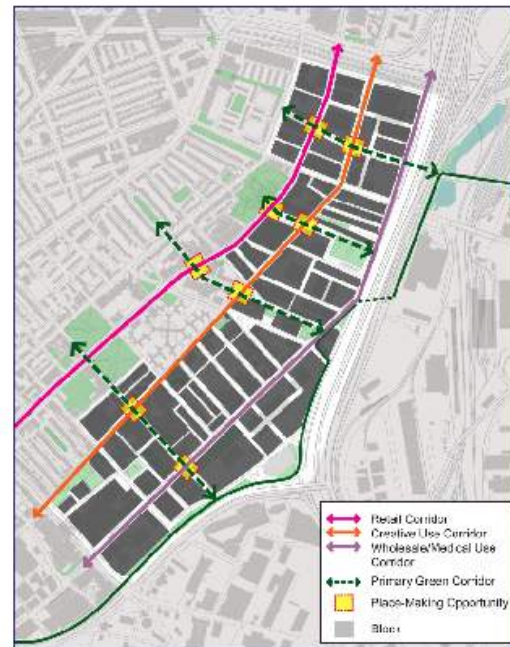 Retail Corridor
Creative Use Corridor
Wholesale/Medical Use
Corridor
Primary Green Corridor
Place-Making Opportunity
Block